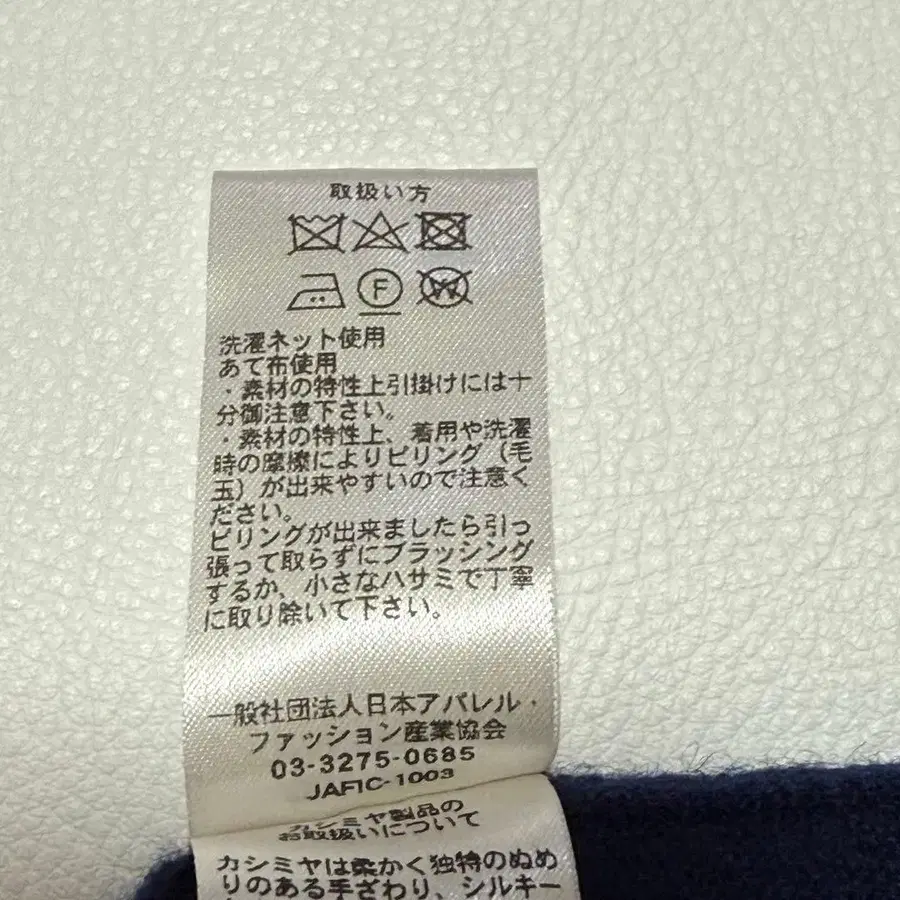 取扱い方
F W
洗濯ネット使用
あて布使用
・素材の特性上引掛けには十
分御注意下さい。
・素材の特性上、着用や洗濯
時の摩擦によりピリング（毛
玉）が出来やすいので注意く
ださい。
ピリングが出来ましたら引っ
張って取らずにブラッシング
するか、小さなハサミで丁寧
に取り除いて下さい。
一般社団法人日本アパレル・
ファッション産業協会
03-3275-0685
JAFIC-1003
カシミヤ製品の
お取扱いについて
カシミヤは柔かく独特のぬめ
りのある手ざわり、シルキー